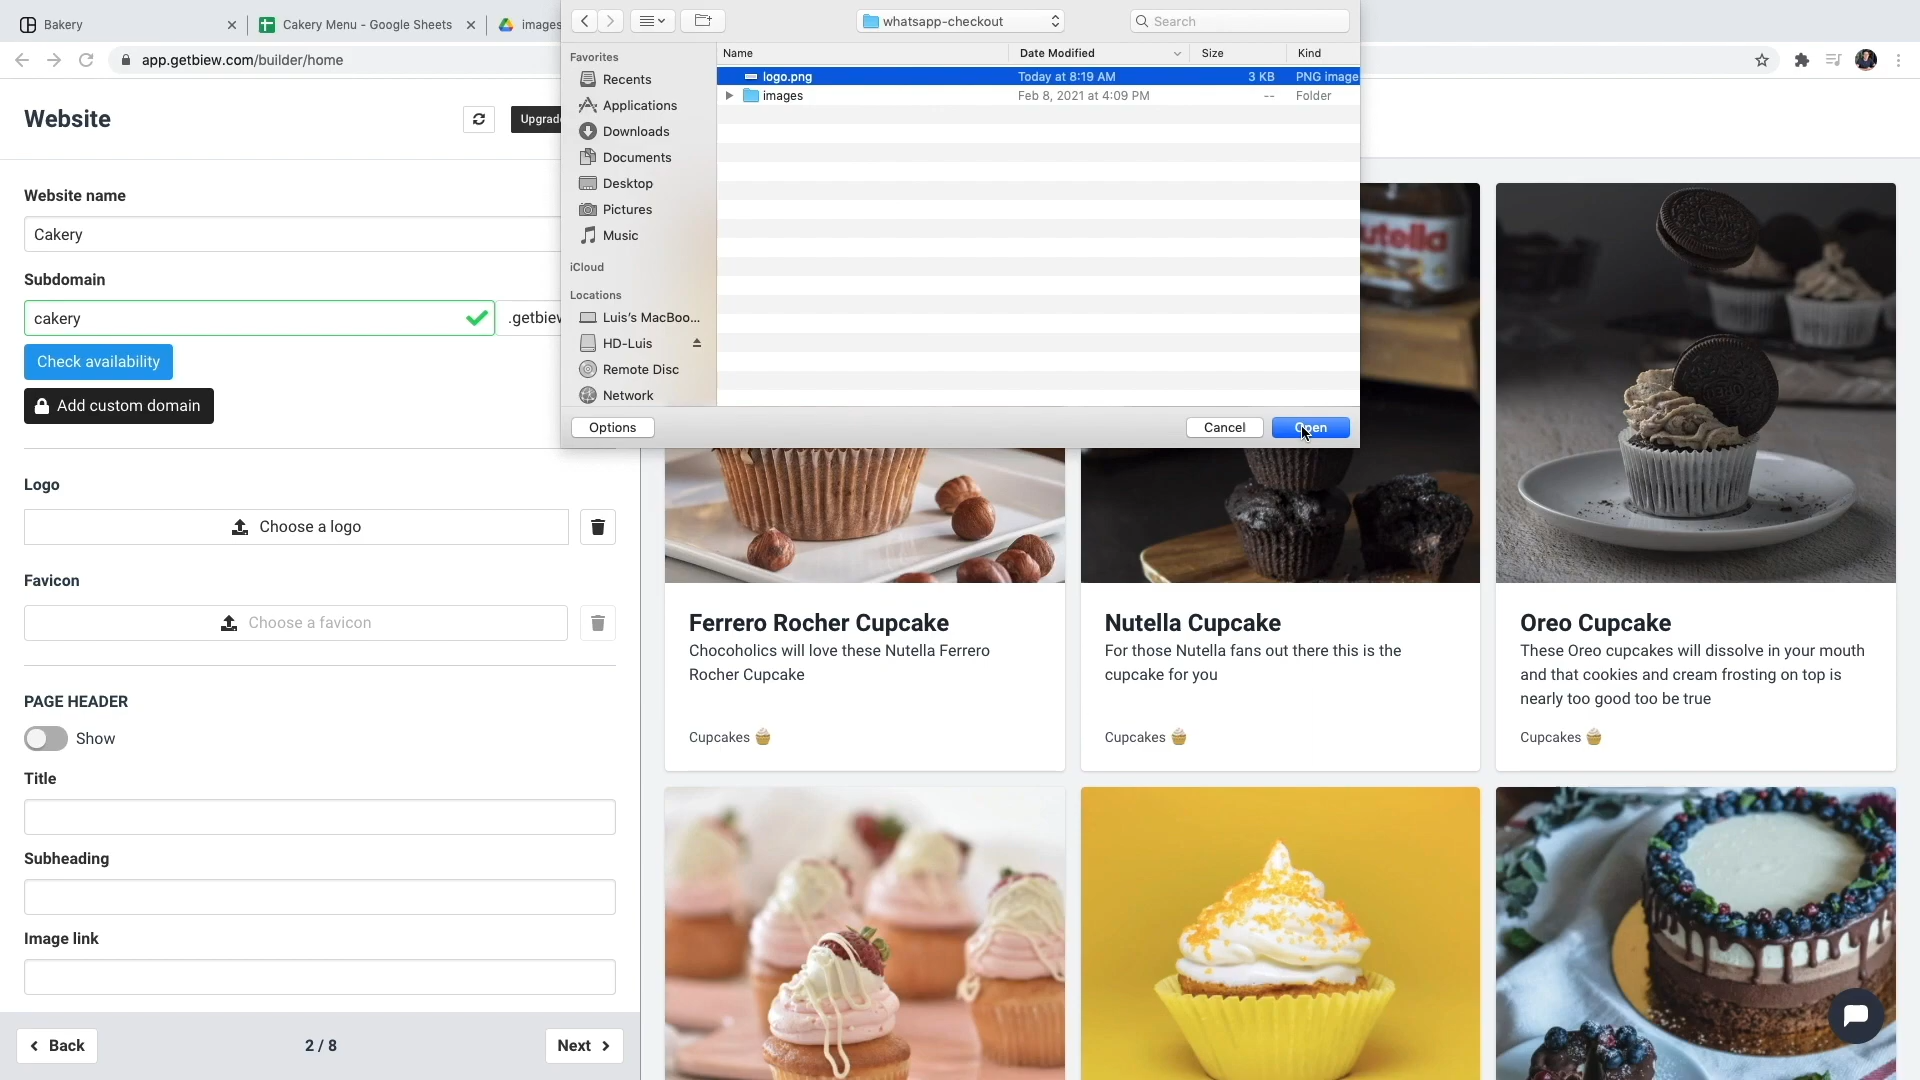 Bakery
Cakery Menu - Google Sheets
images
app.getbiew.com/builder/home
whatsapp-checkout
Search
Favorites
Recents
Applications
Downloads
Documents
Desktop
Pictures
Music
iCloud
Locations
Luis's MacBoo...
HD-Luis
Remote Disc
Network
Name
Date Modified
Size
Kind
logo.png Today at 8:19 AM 3 KB PNG image
images Feb 8, 2021 at 4:09 PM -- Folder
Options
Cancel
Open
Website
Upgrade
Website name
Cakery
Subdomain
cakery
.getbiew
Check availability
Add custom domain
Logo
Choose a logo
Favicon
Choose a favicon
PAGE HEADER
Show
Title
Subheading
Image link
Back
2 / 8
Next
utella
Ferrero Rocher Cupcake
Chocoholics will love these Nutella Ferrero
Rocher Cupcake
Cupcakes 🧁
Nutella Cupcake
For those Nutella fans out there this is the
cupcake for you
Cupcakes 🧁
Oreo Cupcake
These Oreo cupcakes will dissolve in your mouth
and that cookies and cream frosting on top is
nearly too good too be true
Cupcakes 🧁